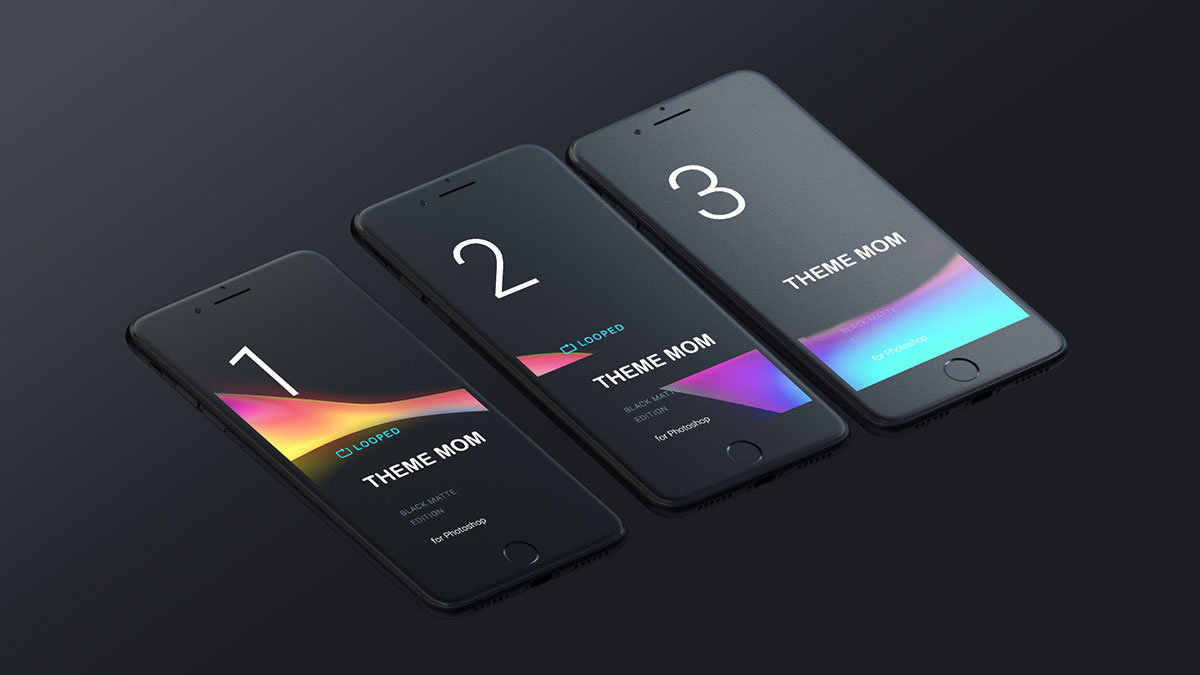 1
LOOPED
THEME MOM
BLACK MATTE
EDITION
for Photoshop
2
LOOPED
THEME MOM
BLACK MATTE
EDITION
for Photoshop
3
THEME MOM
BLACK MATTE
for Photoshop